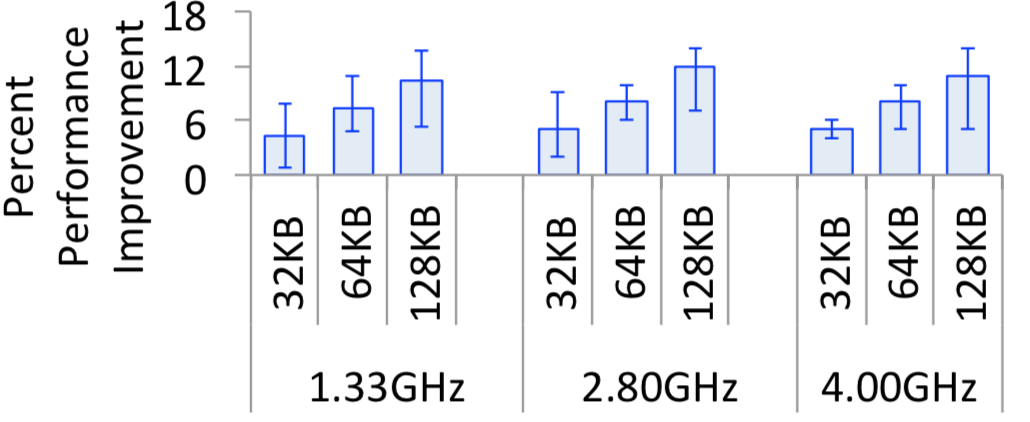 Percent
Performance
Improvement
18
12
6
0
32KB
64KB
128KB
32KB
64KB
128KB
32KB
64KB
128KB
1.33GHz
2.80GHz
4.00GHz